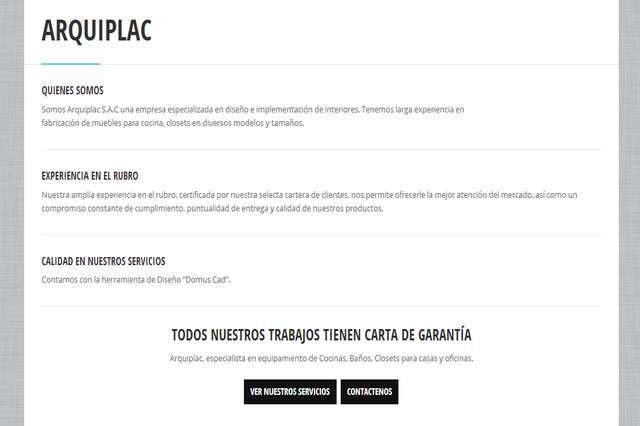 ARQUIPLAC
QUIENES SOMOS
Somos Arquiplac S.A.C una empresa especializada en diseño e implementación de interiores. Tenemos larga experiencia en
fabricación de muebles para cocina, closets en diversos modelos y tamaños.
EXPERIENCIA EN EL RUBRO
Nuestra amplia experiencia en el rubro, certificada por nuestra selecta cartera de clientes, nos permite ofrecerle la mejor atención del mercado, así como un
compromiso constante de cumplimiento, puntualidad de entrega y calidad de nuestros productos.
CALIDAD EN NUESTROS SERVICIOS
Contamos con la herramienta de Diseño "Domus Cad".
TODOS NUESTROS TRABAJOS TIENEN CARTA DE GARANTÍA
Arquiplac, especialista en equipamiento de Cocinas, Baños, Closets para casas y oficinas.
VER NUESTROS SERVICIOS CONTACTENOS